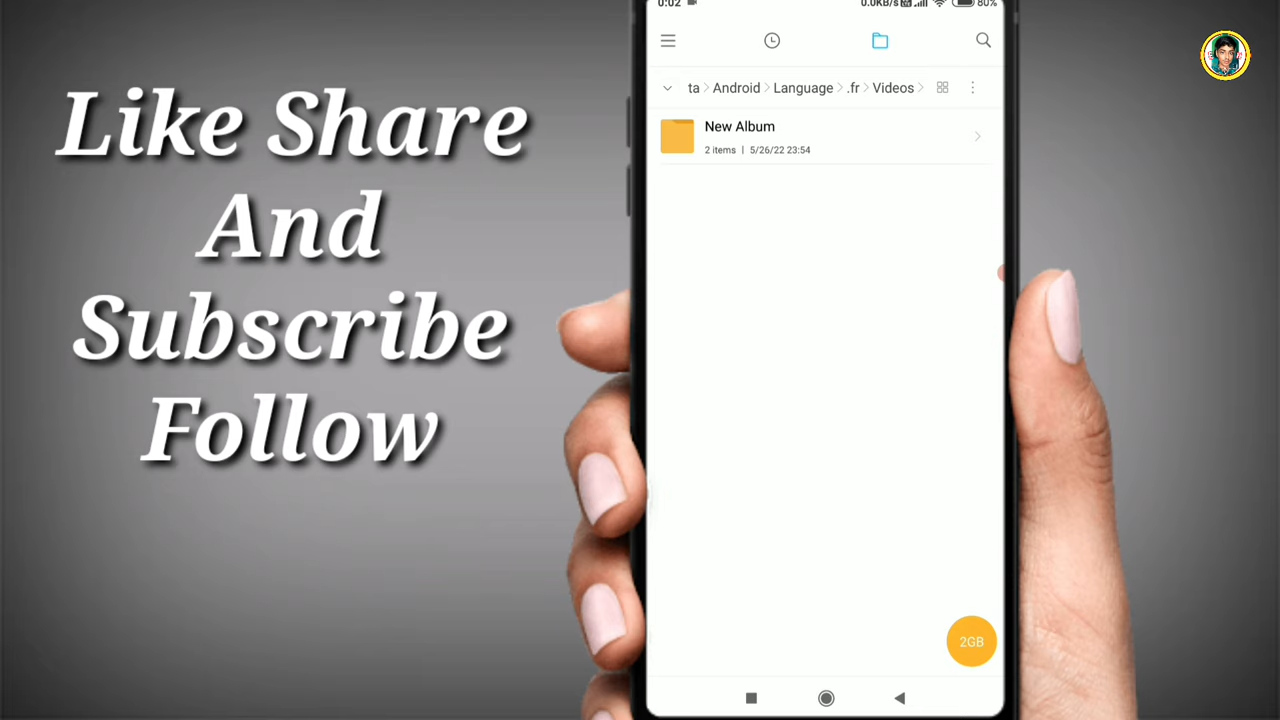 Like Share
And
Subscribe
Follow
0:02
0.0KB/s
80%
ta
Android
Language
.fr
Videos
New Album
2 items | 5/26/22 23:54
2GB